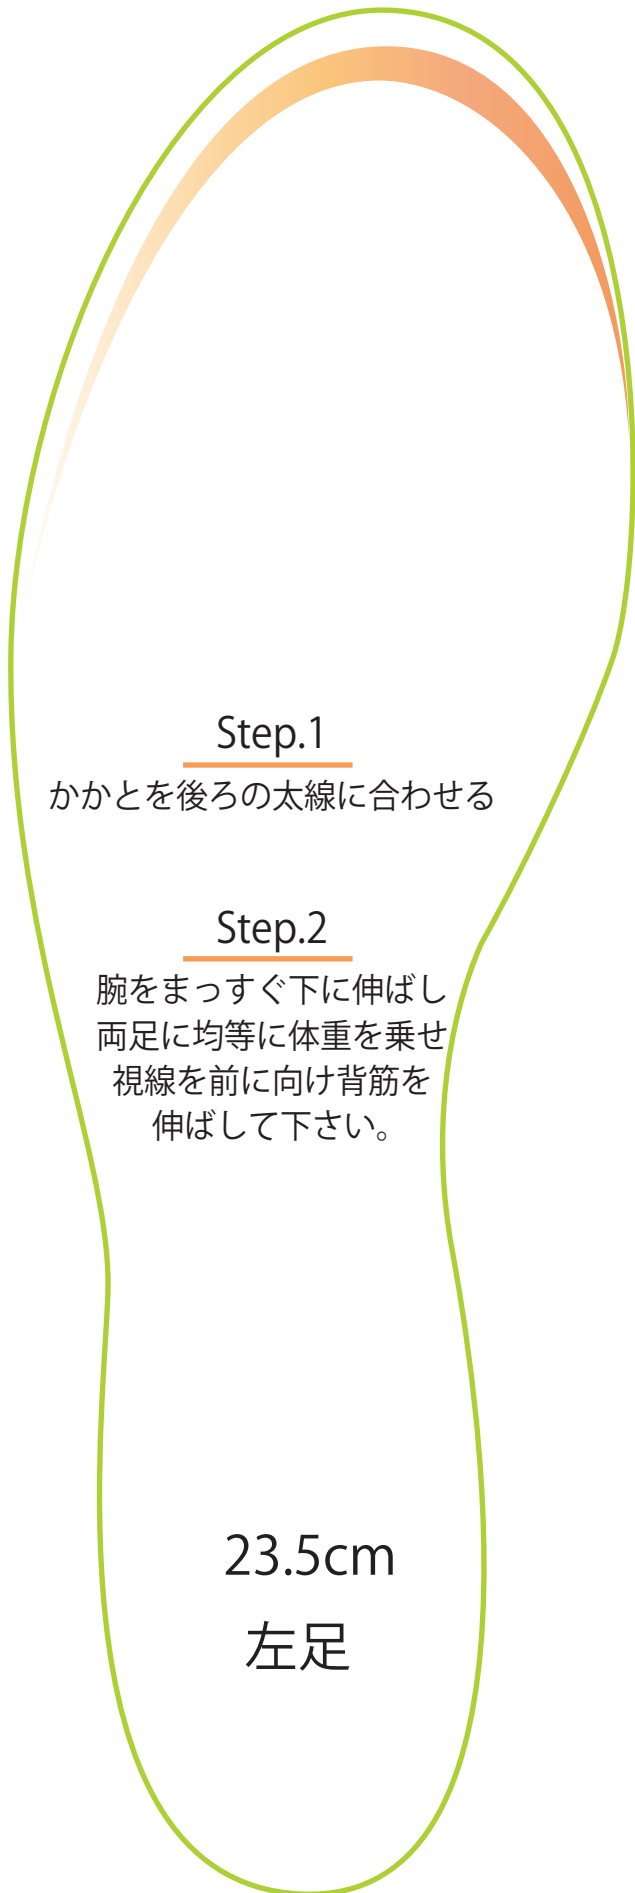 Step.1
かかとを後ろの太線に合わせる
Step.2
腕をまっすぐ下に伸ばし
両足に均等に体重を乗せ
視線を前に向け背筋を
伸ばして下さい。
23.5cm
左足